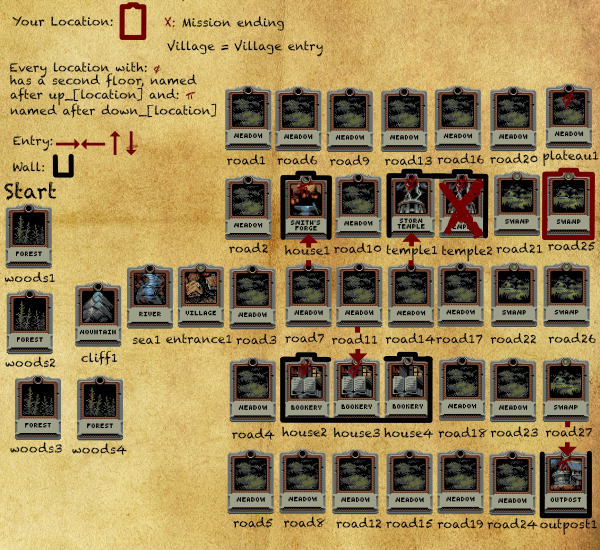 Your Location:
X: Mission ending
Village = Village entry
Every location with: ø
has a second floor, named
after up_[location] and: π
named after down_[location]
Entry:
Wall:
Start
MEADOW MEADOW MEADOW MEADOW MEADOW MEADOW MEADOW
road1 road6 road9 road13 road16 road20 plateau1
FOREST MEADOW SMITH'S FORGE MEADOW STORM TEMPLE SWAMP SWAMP
woods1 road2 house1 road10 temple1 temple2 road21 road25
FOREST MOUNTAIN RIVER VILLAGE MEADOW MEADOW MEADOW MEADOW MEADOW SWAMP SWAMP
woods2 cliff1 sea1 entrance1 road3 road7 road11 road14 road17 road22 road26
FOREST FOREST MEADOW BOOKERY BOOKERY BOOKERY MEADOW MEADOW SWAMP
woods3 woods4 road4 house2 house3 house4 road18 road23 road27
MEADOW MEADOW MEADOW MEADOW MEADOW MEADOW OUTPOST
road5 road8 road12 road15 road19 road24 outpost1